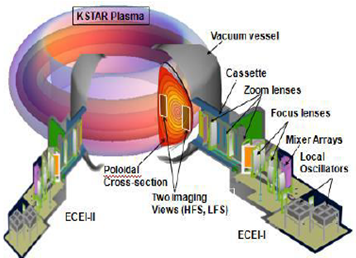 KSTAR Plasma
Vacuum vessel
Cassette
Zoom lenses
Focus lenses
Mixer Arrays
Local
Oscillators
Poloidal
Cross-section
Two imaging
Views (HFS, LFS)
ECEI-II
ECEI-I